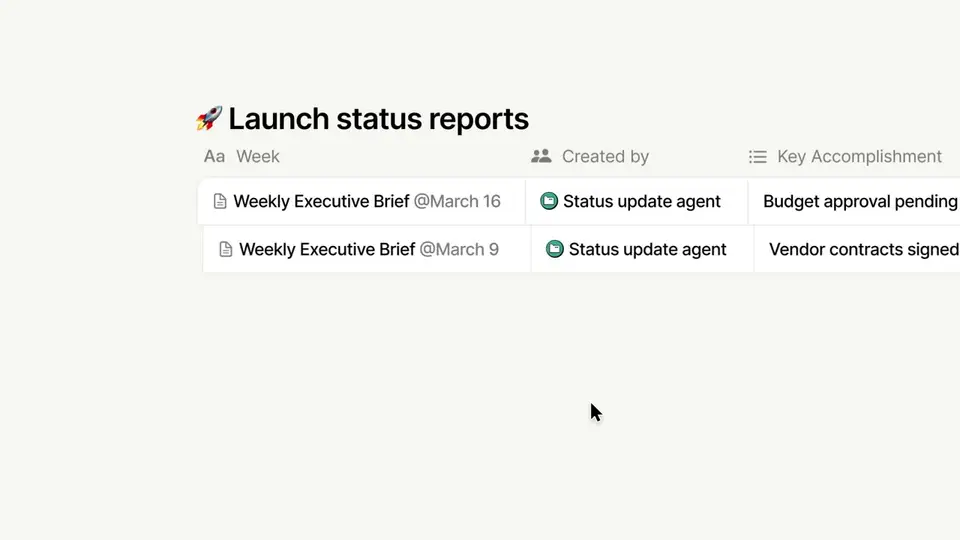 🚀 Launch status reports
Aa Week Created by Key Accomplishment
Weekly Executive Brief @March 16 Status update agent Budget approval pending
Weekly Executive Brief @March 9 Status update agent Vendor contracts signed